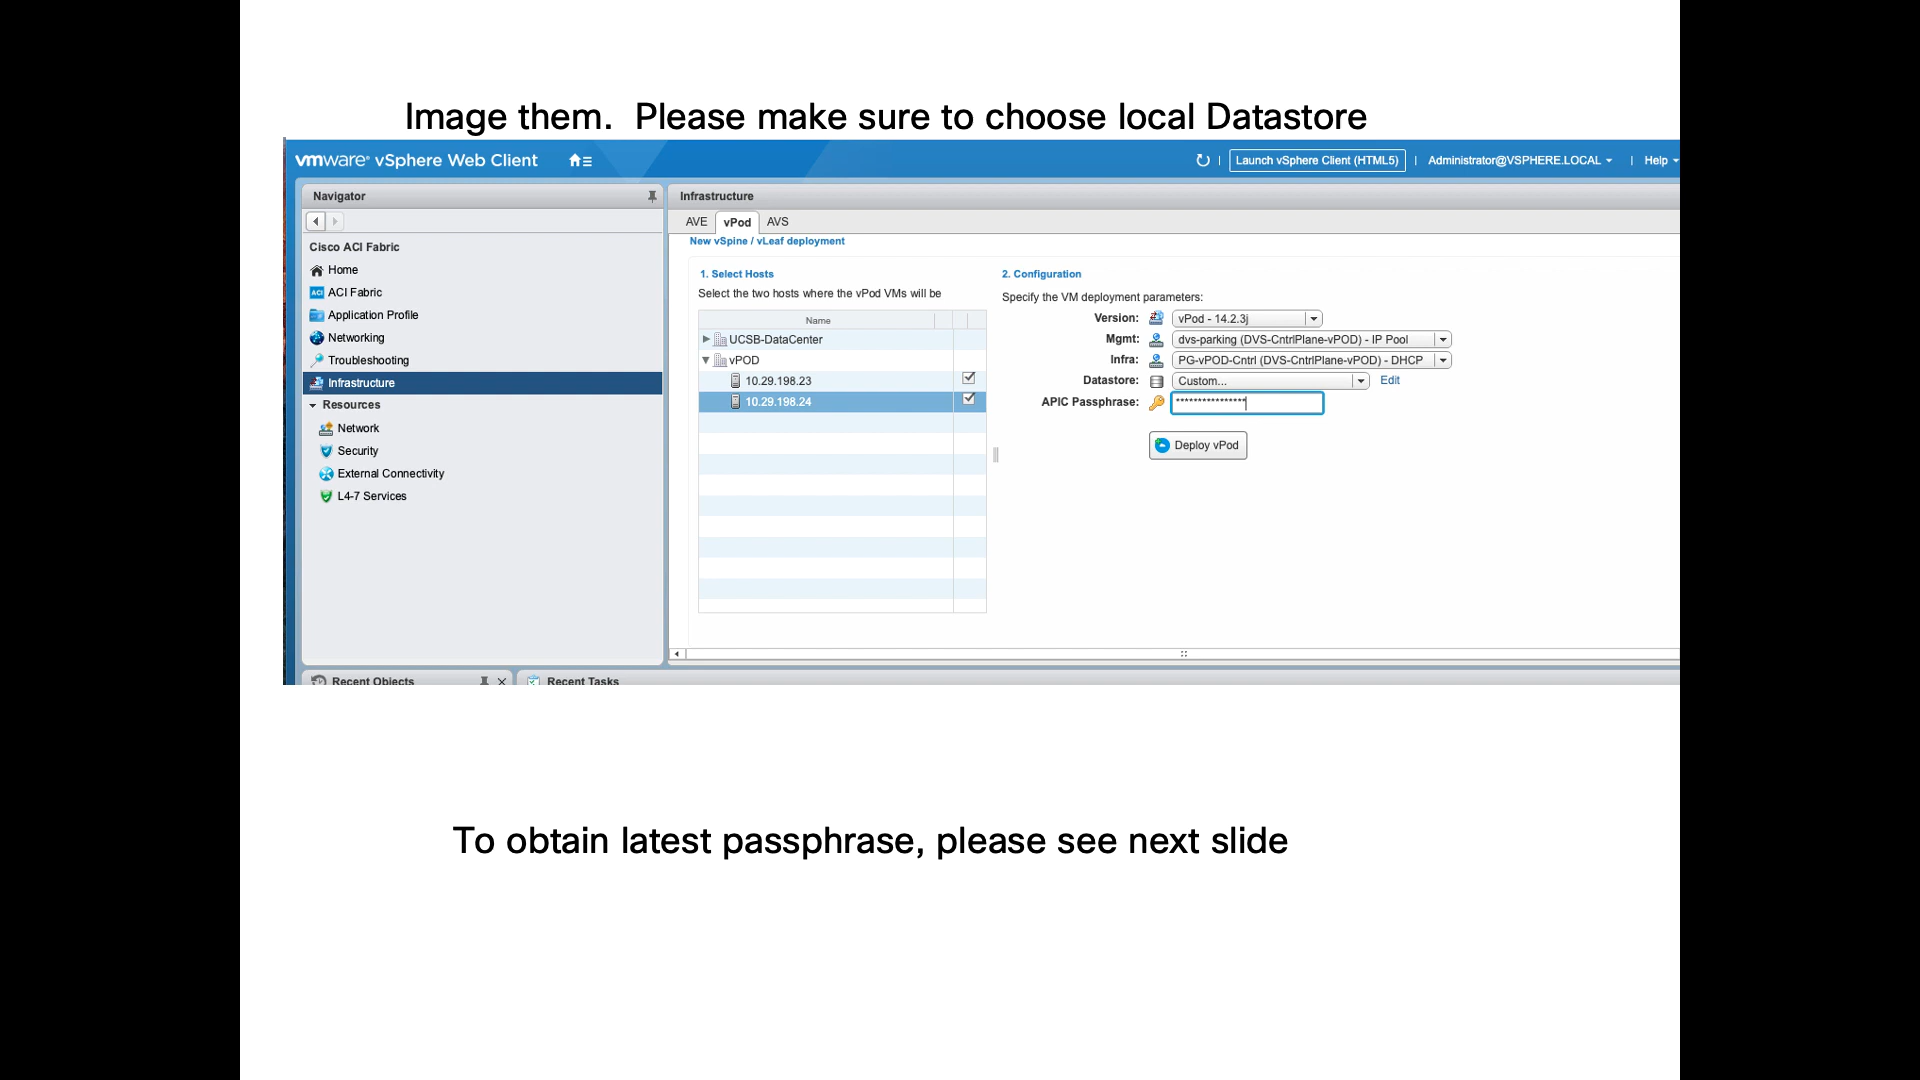 Image them.  Please make sure to choose local Datastore
vmware® vSphere Web Client
Launch vSphere Client (HTML5) | Administrator@VSPHERE.LOCAL | Help
Navigator
Infrastructure
AVE vPod AVS
New vSpine / vLeaf deployment
Cisco ACI Fabric
Home
ACI ACI Fabric
Application Profile
Networking
Troubleshooting
Infrastructure
Resources
Network
Security
External Connectivity
L4-7 Services
1. Select Hosts
Select the two hosts where the vPod VMs will be
Name
UCSB-DataCenter
vPOD
10.29.198.23
10.29.198.24
2. Configuration
Specify the VM deployment parameters:
Version: vPod - 14.2.3j
Mgmt: dvs-parking (DVS-CntrlPlane-vPOD) - IP Pool
Infra: PG-vPOD-Cntrl (DVS-CntrlPlane-vPOD) - DHCP
Datastore: Custom... Edit
APIC Passphrase: ****************
Deploy vPod
Recent Objects
Recent Tasks
To obtain latest passphrase, please see next slide